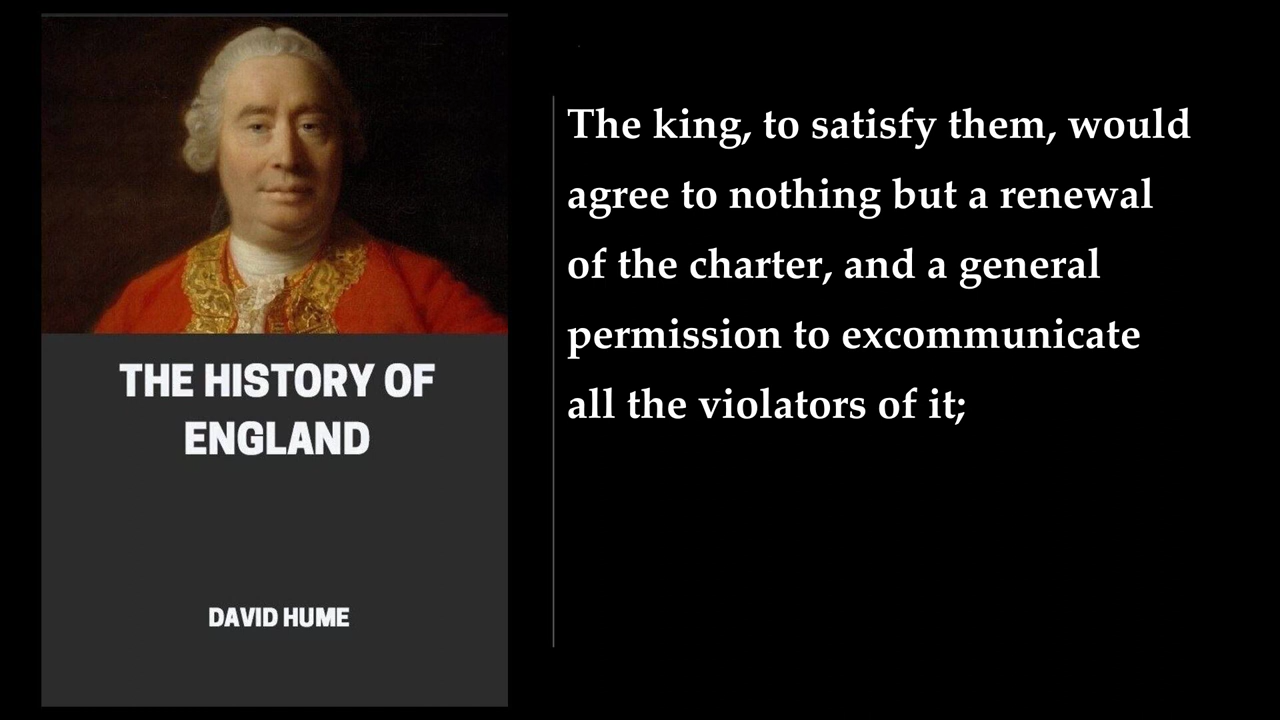 THE HISTORY OF
ENGLAND
DAVID HUME
The king, to satisfy them, would
agree to nothing but a renewal
of the charter, and a general
permission to excommunicate
all the violators of it;